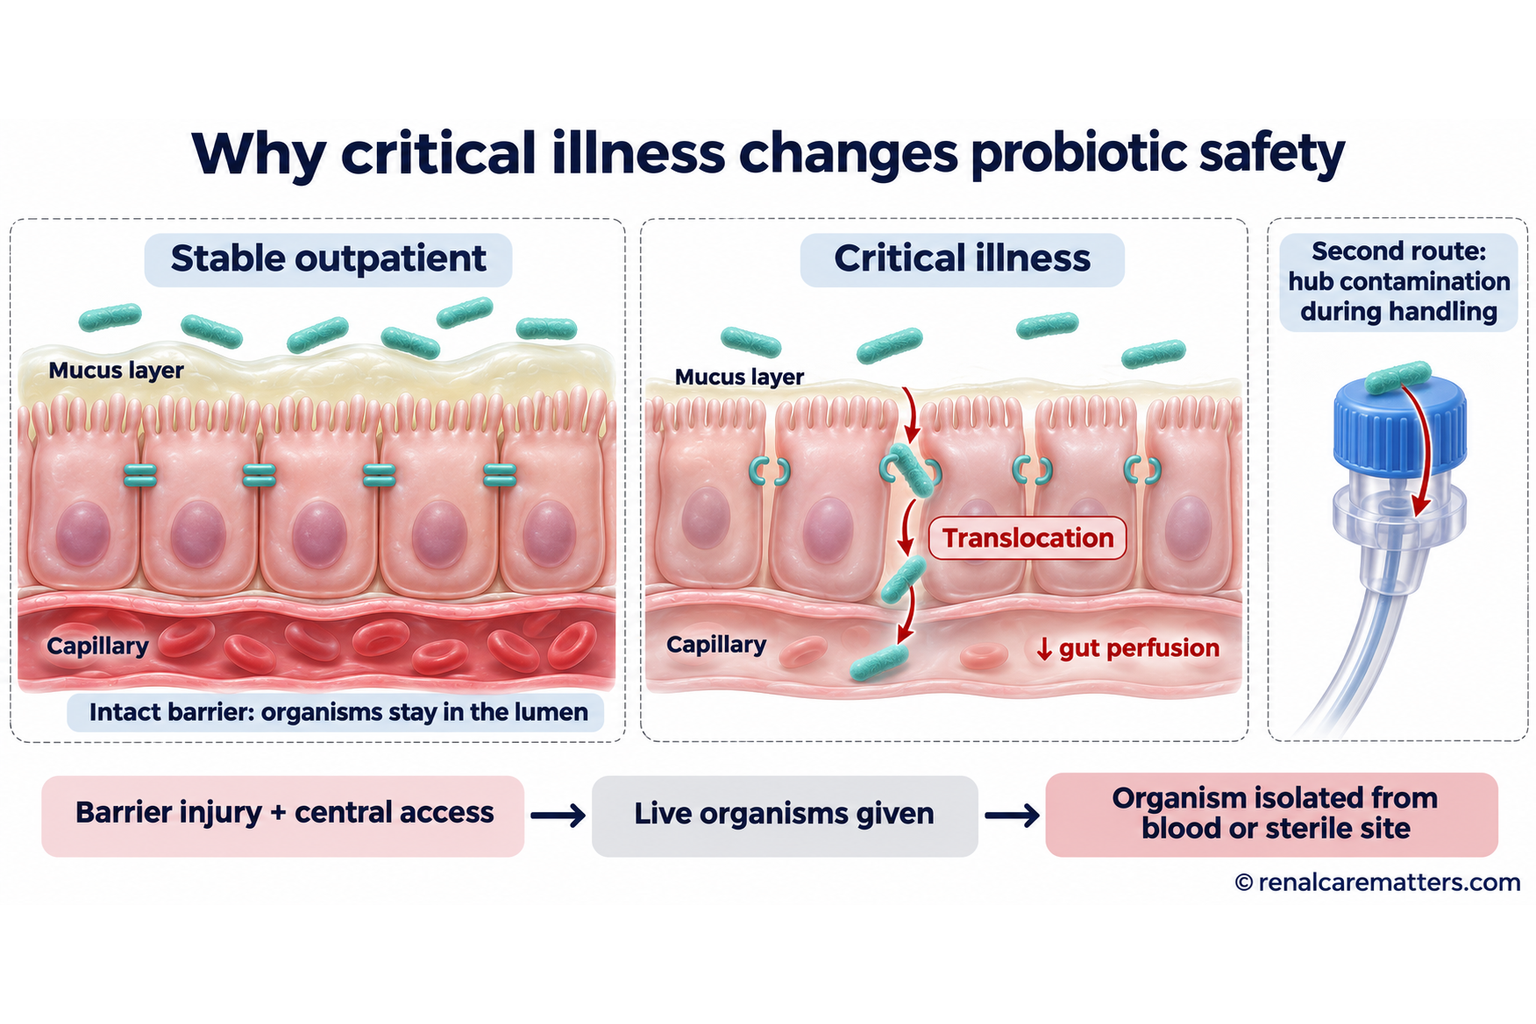 Why critical illness changes probiotic safety
Stable outpatient
Mucus layer
Capillary
Intact barrier: organisms stay in the lumen
Critical illness
Mucus layer
Translocation
Capillary
↓ gut perfusion
Second route:
hub contamination
during handling
Barrier injury + central access
Live organisms given
Organism isolated from
blood or sterile site
© renalcarematters.com